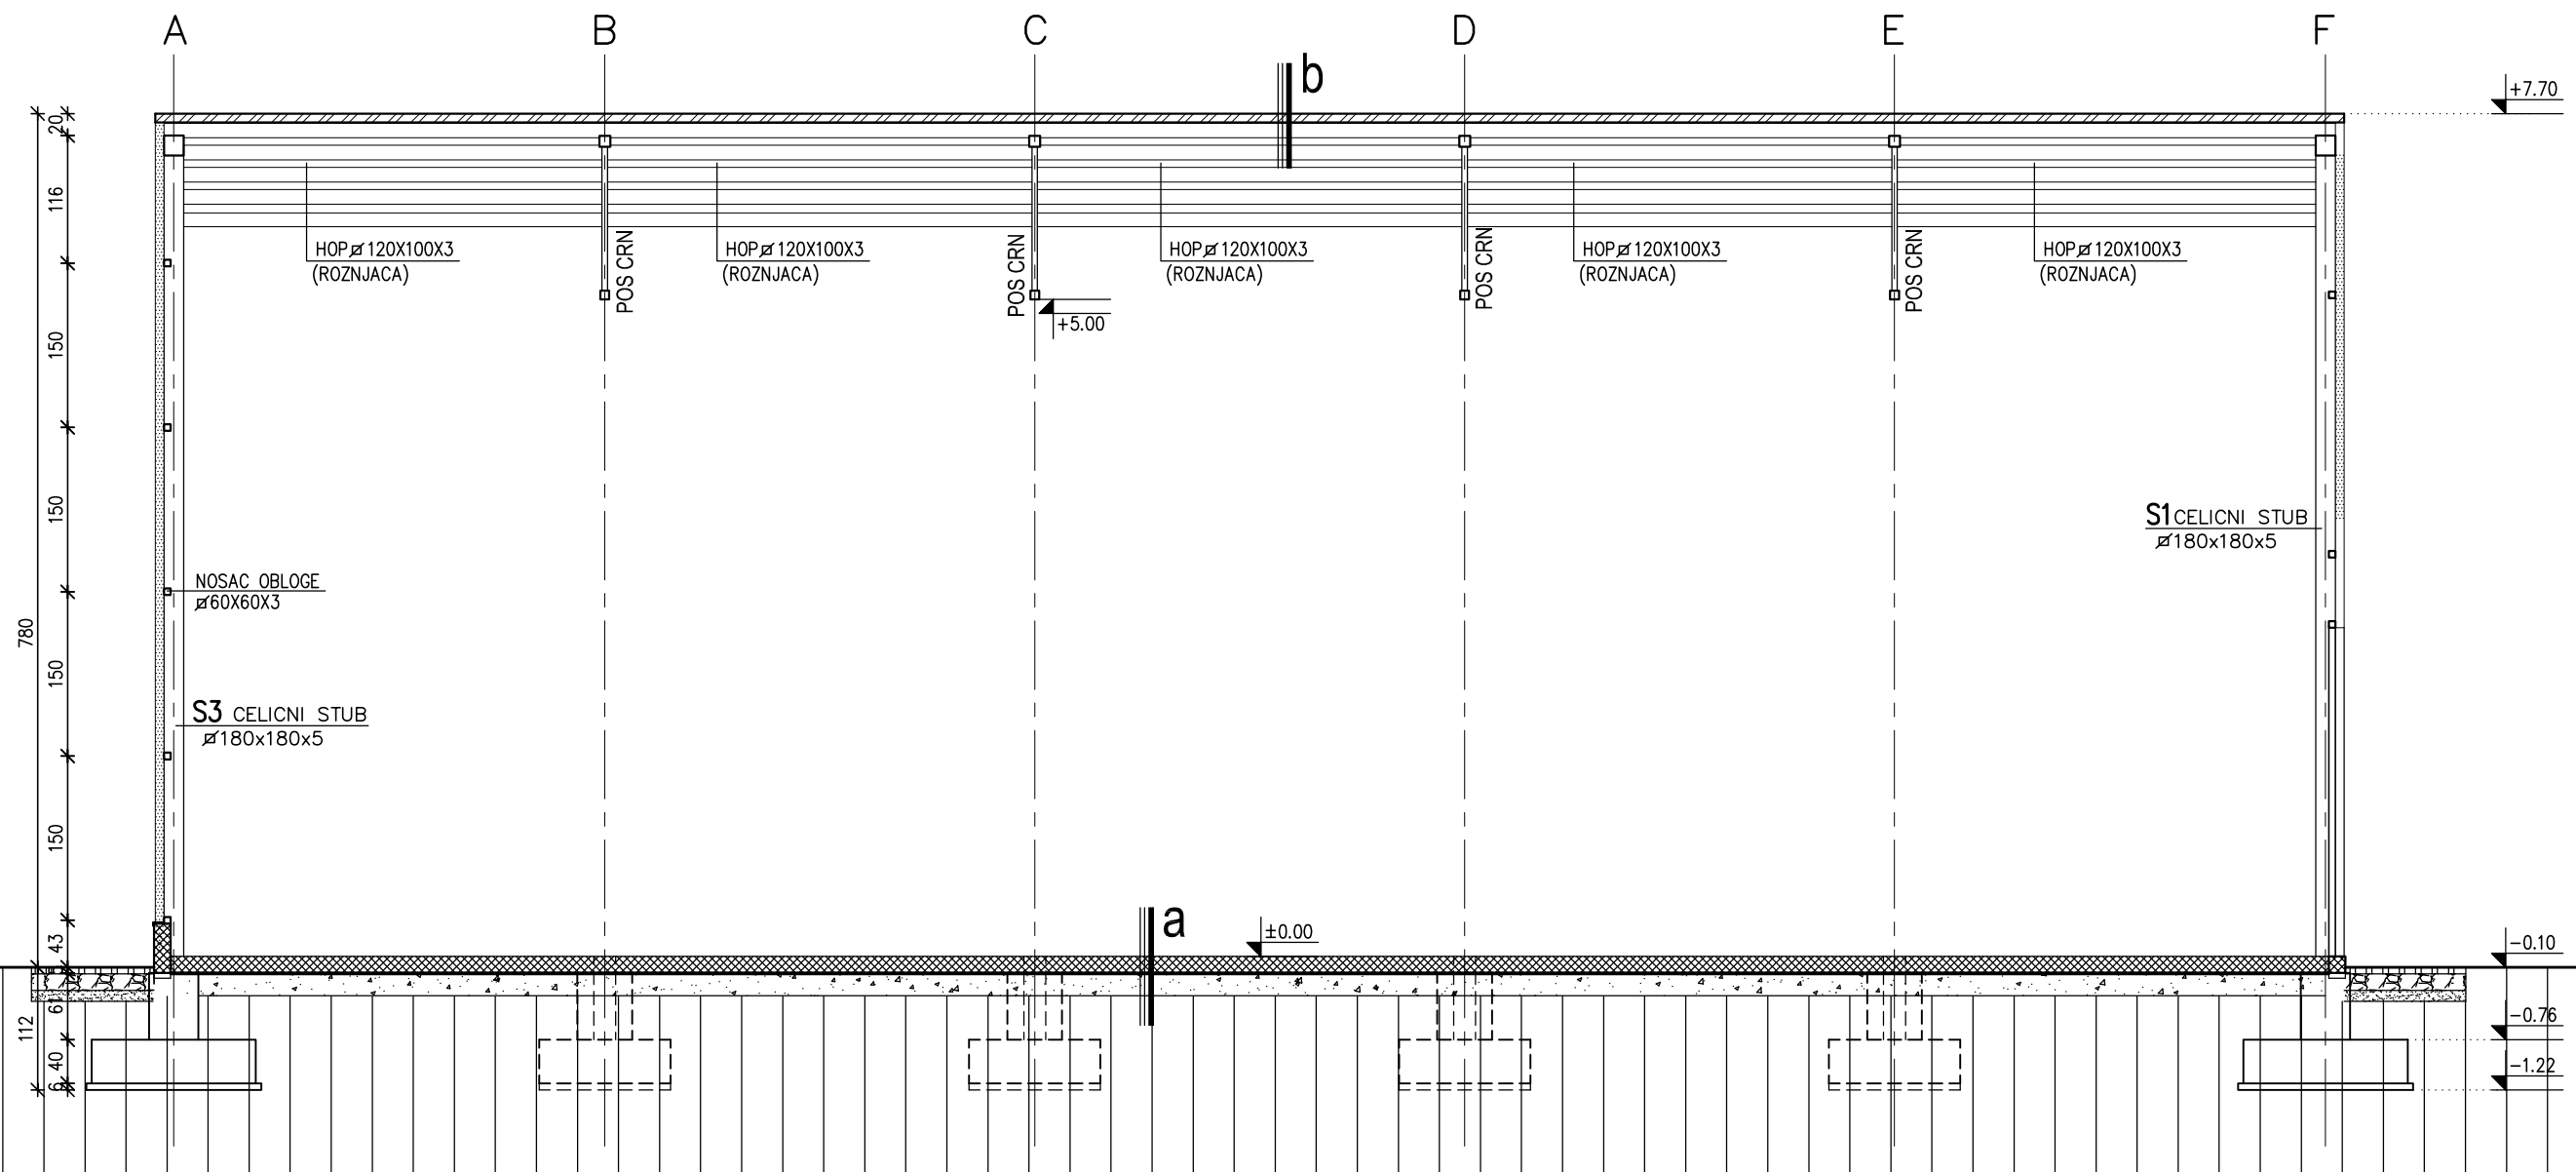 A B C D E F
b
+7.70
20
116
HOP⌷120X100X3
(ROZNJACA)
HOP⌷120X100X3
(ROZNJACA)
HOP⌷120X100X3
(ROZNJACA)
HOP⌷120X100X3
(ROZNJACA)
HOP⌷120X100X3
(ROZNJACA)
POS CRN
POS CRN
POS CRN
POS CRN
+5.00
150
150
150
150
780
S1 CELICNI STUB
⌷180x180x5
NOSAC OBLOGE
⌷60X60X3
S3 CELICNI STUB
⌷180x180x5
a
±0.00
43
-0.10
61
112
40
6
-0.76
-1.22